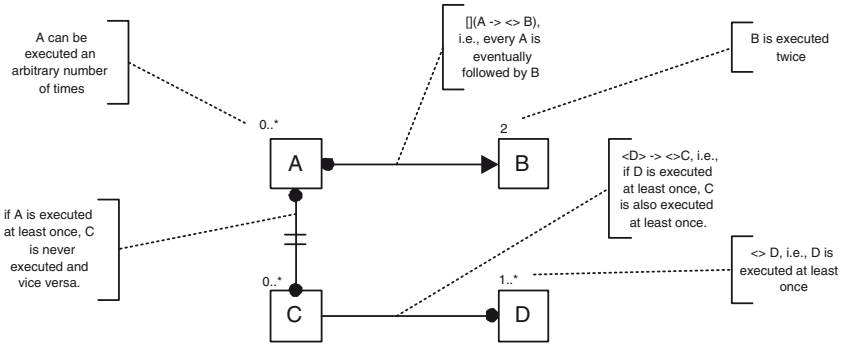 A can be
executed an
arbitrary number
of times
[](A -> <> B),
i.e., every A is
eventually
followed by B
B is executed
twice
0..*
2
A
B
<D> -> <>C, i.e.,
if D is executed
at least once, C
is also executed
at least once.
if A is executed
at least once, C
is never
executed and
vice versa.
<> D, i.e., D is
executed at least
once
0..*
1..*
C
D